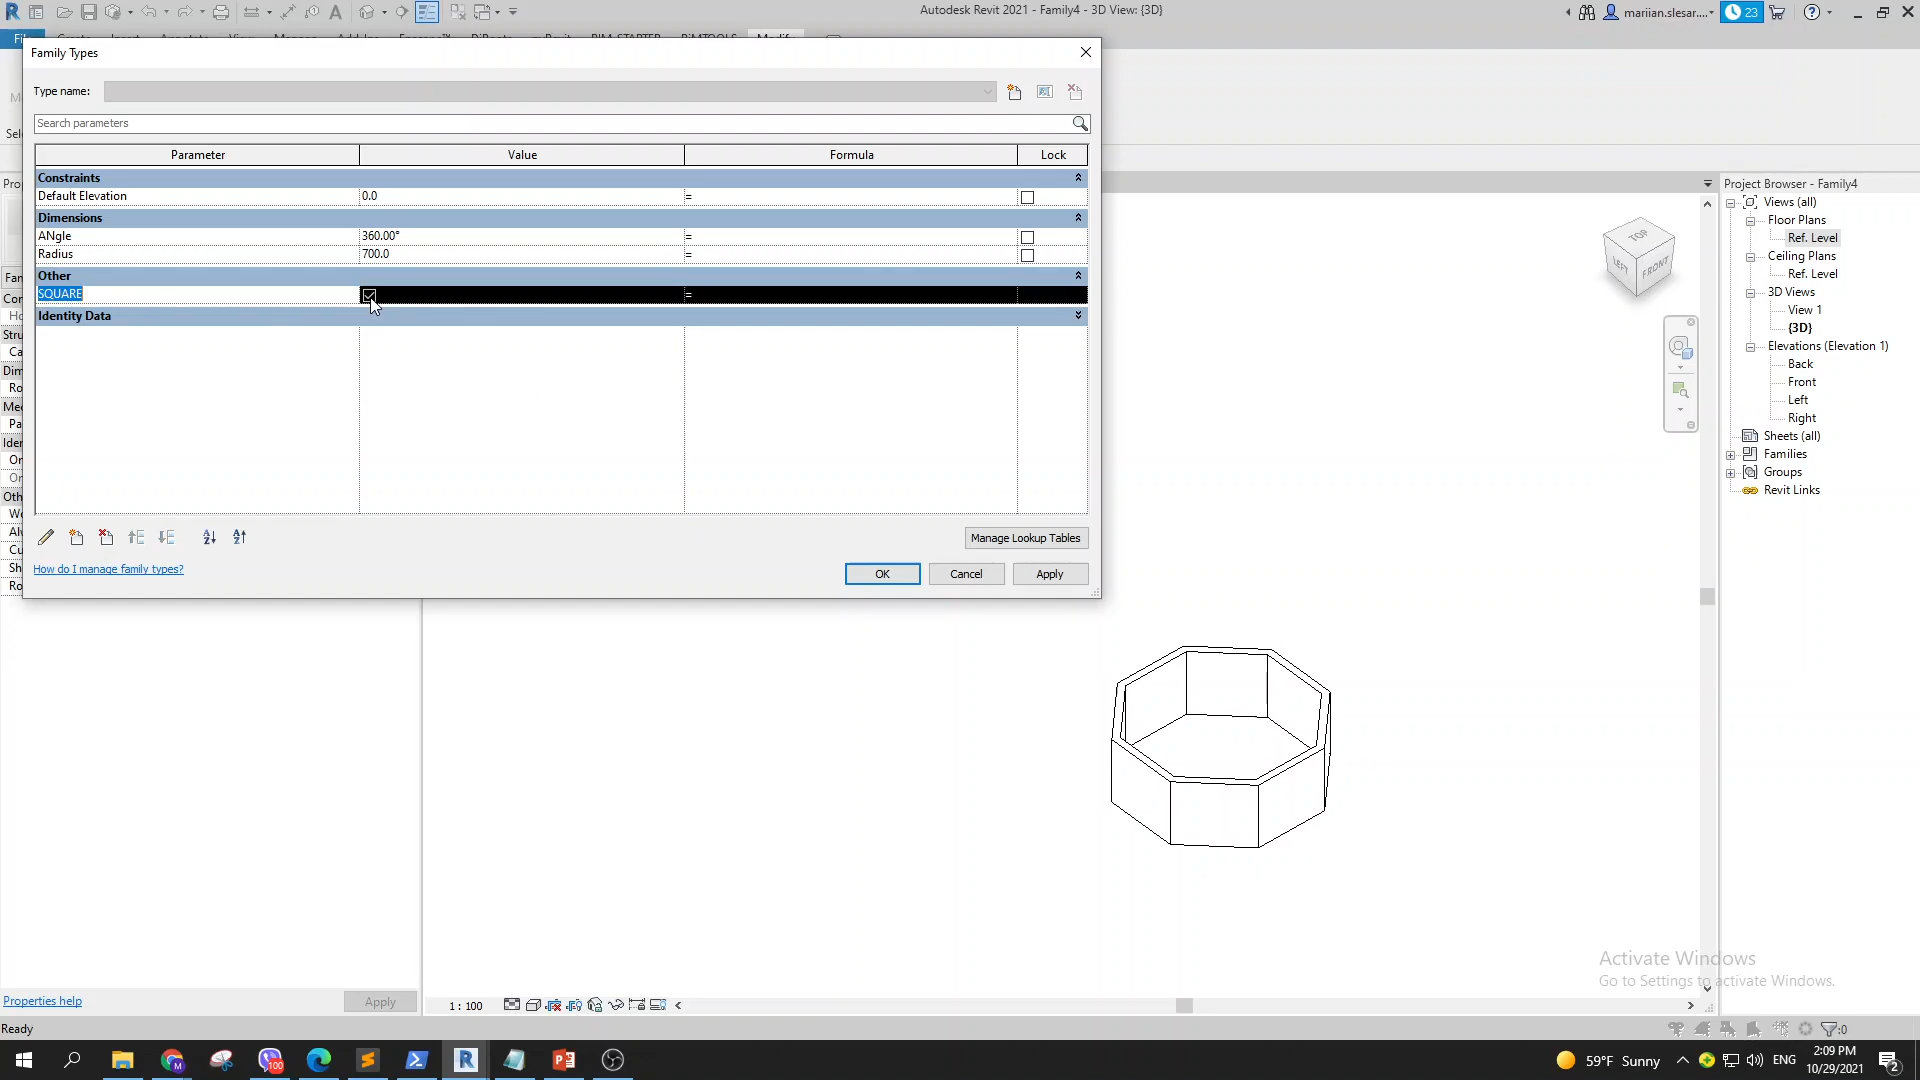 Autodesk Revit 2021 - Family4 - 3D View: {3D}
mariian.slesar....
23
Family Types
Type name:
Search parameters
Parameter Value Formula Lock
Constraints
Default Elevation 0.0 =
Dimensions
ANgle 360.00° =
Radius 700.0 =
Other
SQUARE =
Identity Data
Manage Lookup Tables
How do I manage family types?
OK Cancel Apply
Project Browser - Family4
Views (all)
Floor Plans
Ref. Level
Ceiling Plans
Ref. Level
3D Views
View 1
{3D}
Elevations (Elevation 1)
Back
Front
Left
Right
Sheets (all)
Families
Groups
Revit Links
TOP
LEFT FRONT
Activate Windows
Go to Settings to activate Windows.
Properties help Apply
1 : 100
Ready
:0
100
59°F Sunny
ENG
2:09 PM
10/29/2021
2